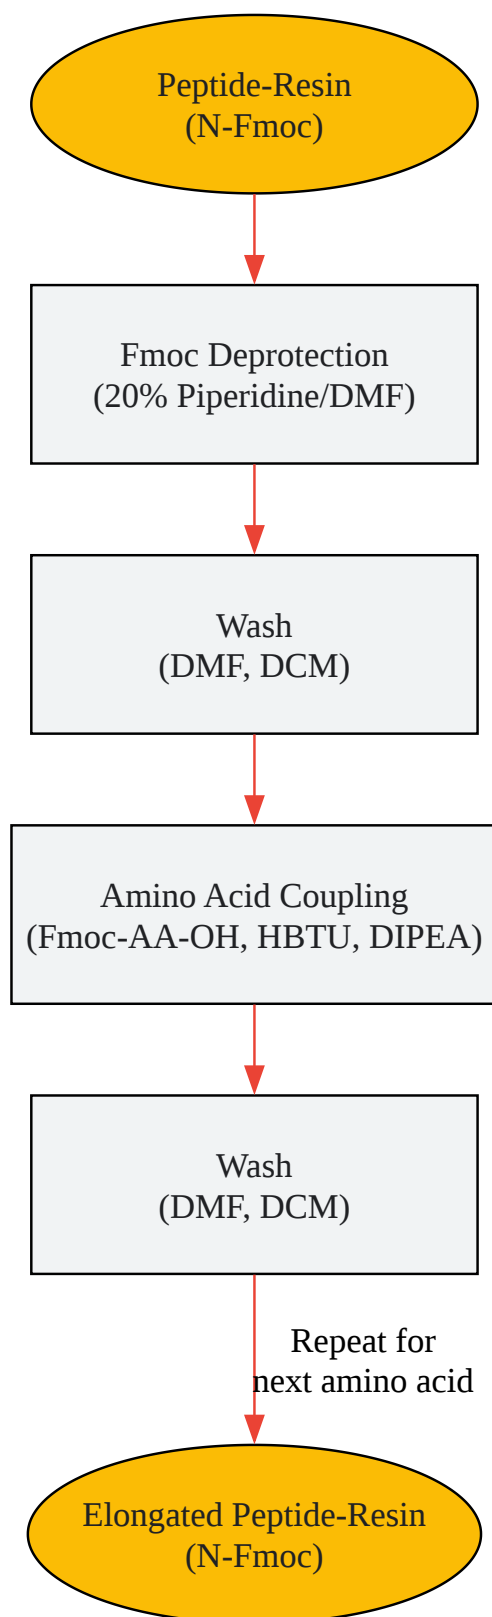 Peptide-Resin
(N-Fmoc)
Fmoc Deprotection
(20% Piperidine/DMF)
Wash
(DMF, DCM)
Amino Acid Coupling
(Fmoc-AA-OH, HBTU, DIPEA)
Wash
(DMF, DCM)
Repeat for
next amino acid
Elongated Peptide-Resin
(N-Fmoc)